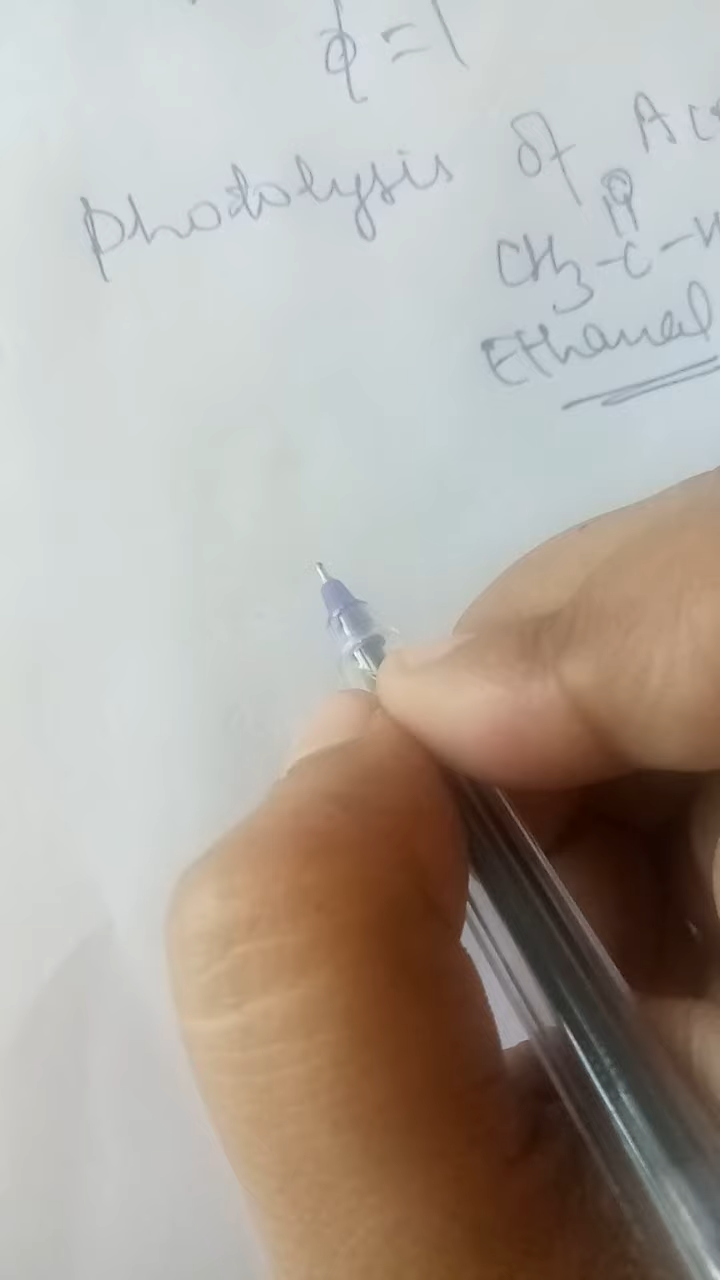 ϕ = 1
Photolysis of
O
CH3-C-H
Ethanal